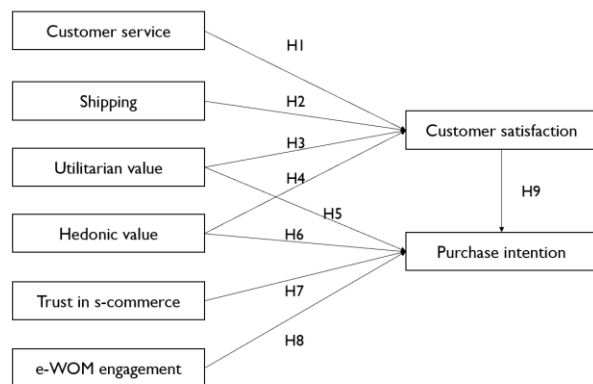 Customer service
H1
Shipping
H2
Customer satisfaction
H3
Utilitarian value
H4
H9
H5
Hedonic value
H6
Purchase intention
H7
Trust in s-commerce
H8
e-WOM engagement